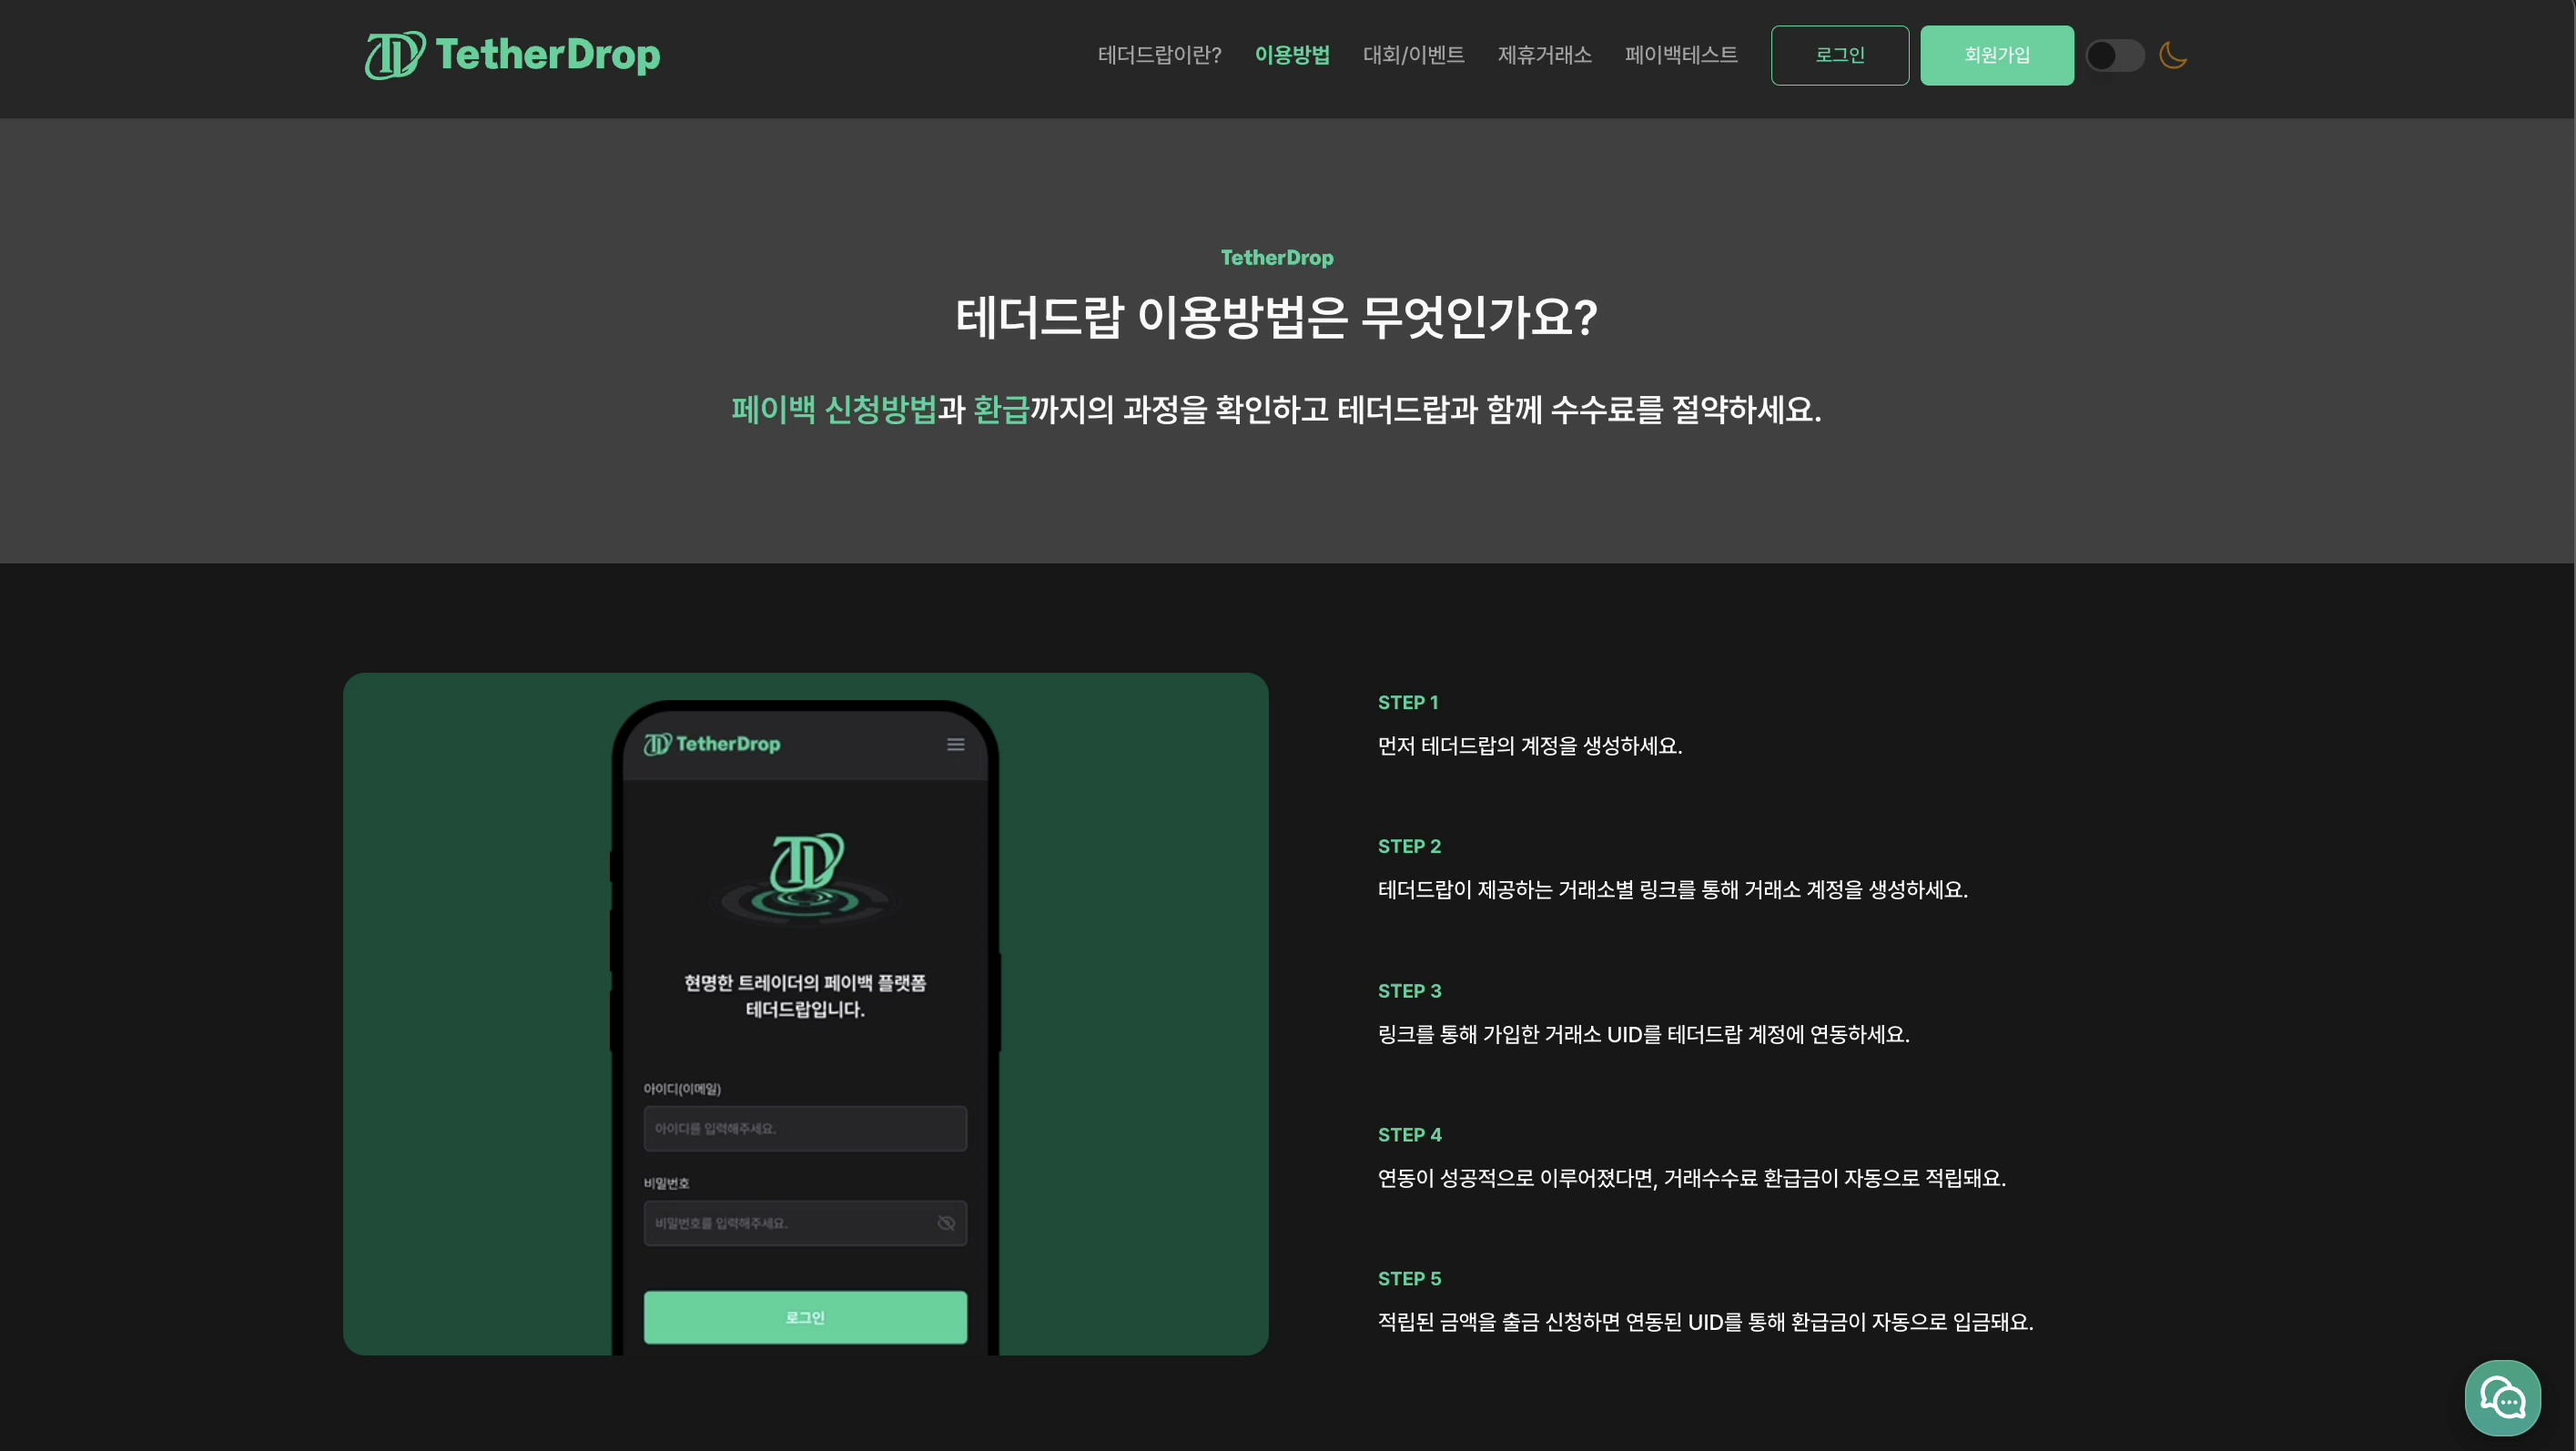 TetherDrop
테더드랍이란?
이용방법
대회/이벤트
제휴거래소
페이백테스트
로그인
회원가입
TetherDrop
테더드랍 이용방법은 무엇인가요?
페이백 신청방법과 환급까지의 과정을 확인하고 테더드랍과 함께 수수료를 절약하세요.
TetherDrop
현명한 트레이더의 페이백 플랫폼
테더드랍입니다.
아이디(이메일)
아이디를 입력해주세요.
비밀번호
비밀번호를 입력해주세요.
로그인
STEP 1
먼저 테더드랍의 계정을 생성하세요.
STEP 2
테더드랍이 제공하는 거래소별 링크를 통해 거래소 계정을 생성하세요.
STEP 3
링크를 통해 가입한 거래소 UID를 테더드랍 계정에 연동하세요.
STEP 4
연동이 성공적으로 이루어졌다면, 거래수수료 환급금이 자동으로 적립돼요.
STEP 5
적립된 금액을 출금 신청하면 연동된 UID를 통해 환급금이 자동으로 입금돼요.